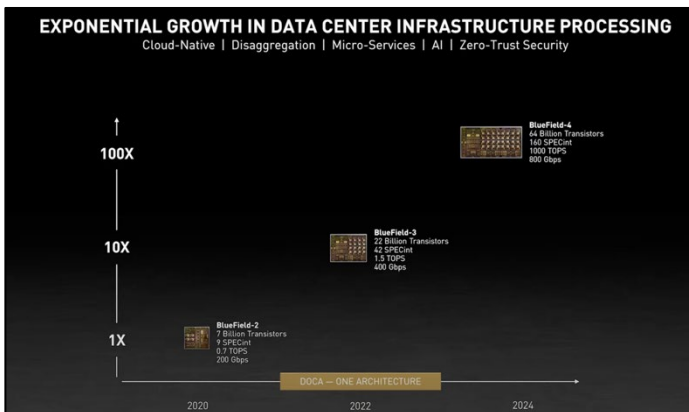 EXPONENTIAL GROWTH IN DATA CENTER INFRASTRUCTURE PROCESSING
Cloud-Native | Disaggregation | Micro-Services | AI | Zero-Trust Security
100X
BlueField-4
64 Billion Transistors
160 SPECint
1000 TOPS
800 Gbps
10X
BlueField-3
22 Billion Transistors
42 SPECint
1.5 TOPS
400 Gbps
1X
BlueField-2
7 Billion Transistors
9 SPECint
0.7 TOPS
200 Gbps
DOCA — ONE ARCHITECTURE
2020
2022
2024